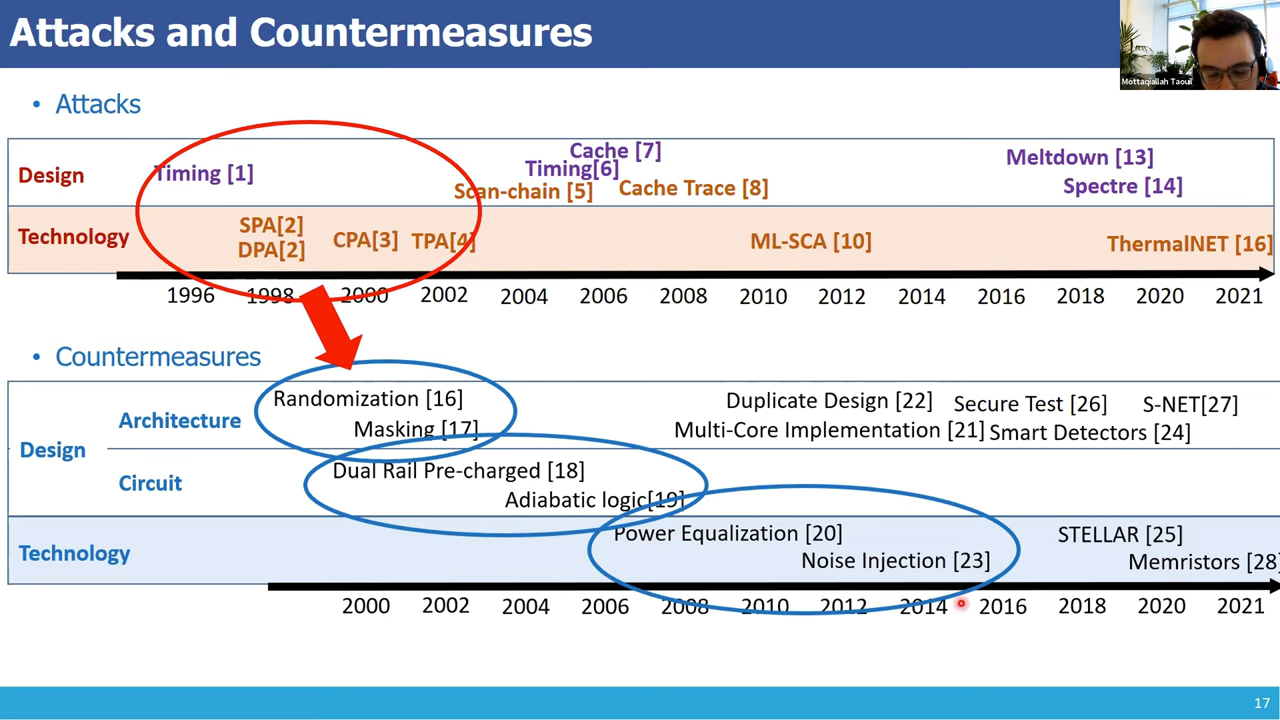 Attacks and Countermeasures
Mottaqiallah Taouil
• Attacks
Design
Timing [1]
Cache [7]
Timing[6]
Scan-chain [5]
Cache Trace [8]
Meltdown [13]
Spectre [14]
Technology
SPA[2]
DPA[2]
CPA[3]
TPA[4]
ML-SCA [10]
ThermalNET [16]
1996 1998 2000 2002 2004 2006 2008 2010 2012 2014 2016 2018 2020 2021
• Countermeasures
Design
Architecture
Randomization [16]
Masking [17]
Duplicate Design [22]
Multi-Core Implementation [21]
Secure Test [26]
Smart Detectors [24]
S-NET[27]
Circuit
Dual Rail Pre-charged [18]
Adiabatic logic[19]
Technology
Power Equalization [20]
Noise Injection [23]
STELLAR [25]
Memristors [28]
2000 2002 2004 2006 2008 2010 2012 2014 2016 2018 2020 2021
17